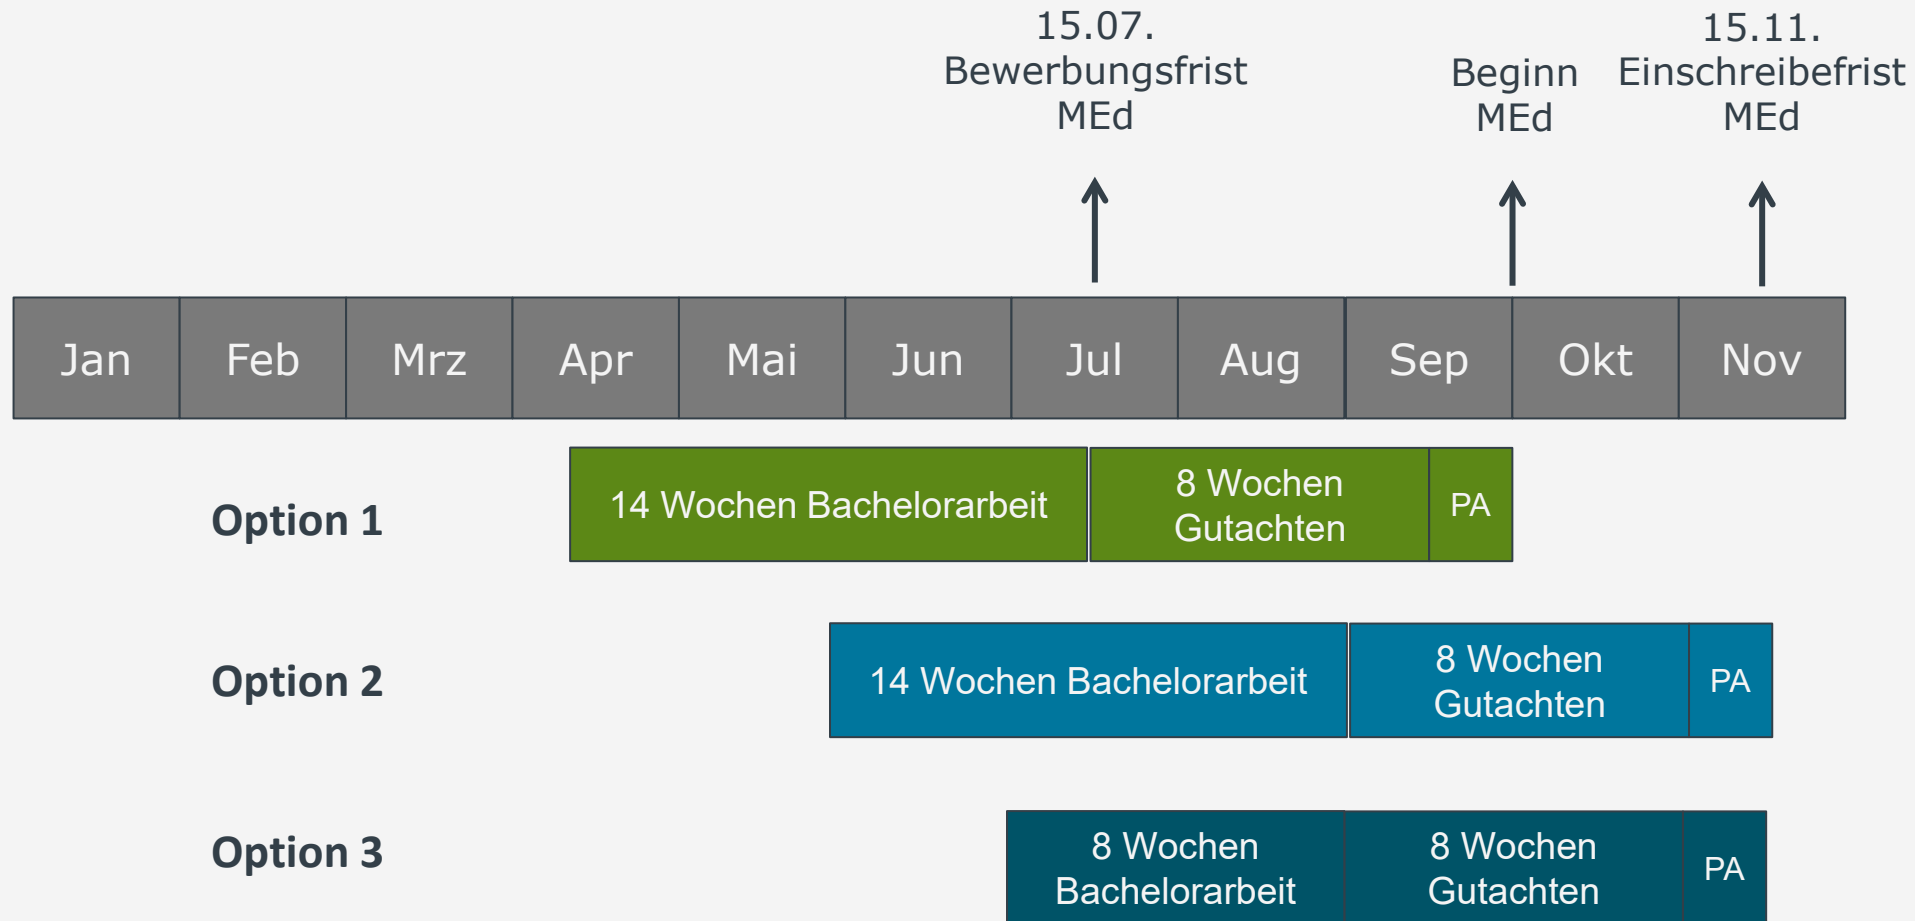 15.07.
Bewerbungsfrist
MEd
Beginn
MEd
15.11.
Einschreibefrist
MEd
Jan
Feb
Mrz
Apr
Mai
Jun
Jul
Aug
Sep
Okt
Nov
Option 1
14 Wochen Bachelorarbeit
8 Wochen
Gutachten
PA
Option 2
14 Wochen Bachelorarbeit
8 Wochen
Gutachten
PA
Option 3
8 Wochen
Bachelorarbeit
8 Wochen
Gutachten
PA